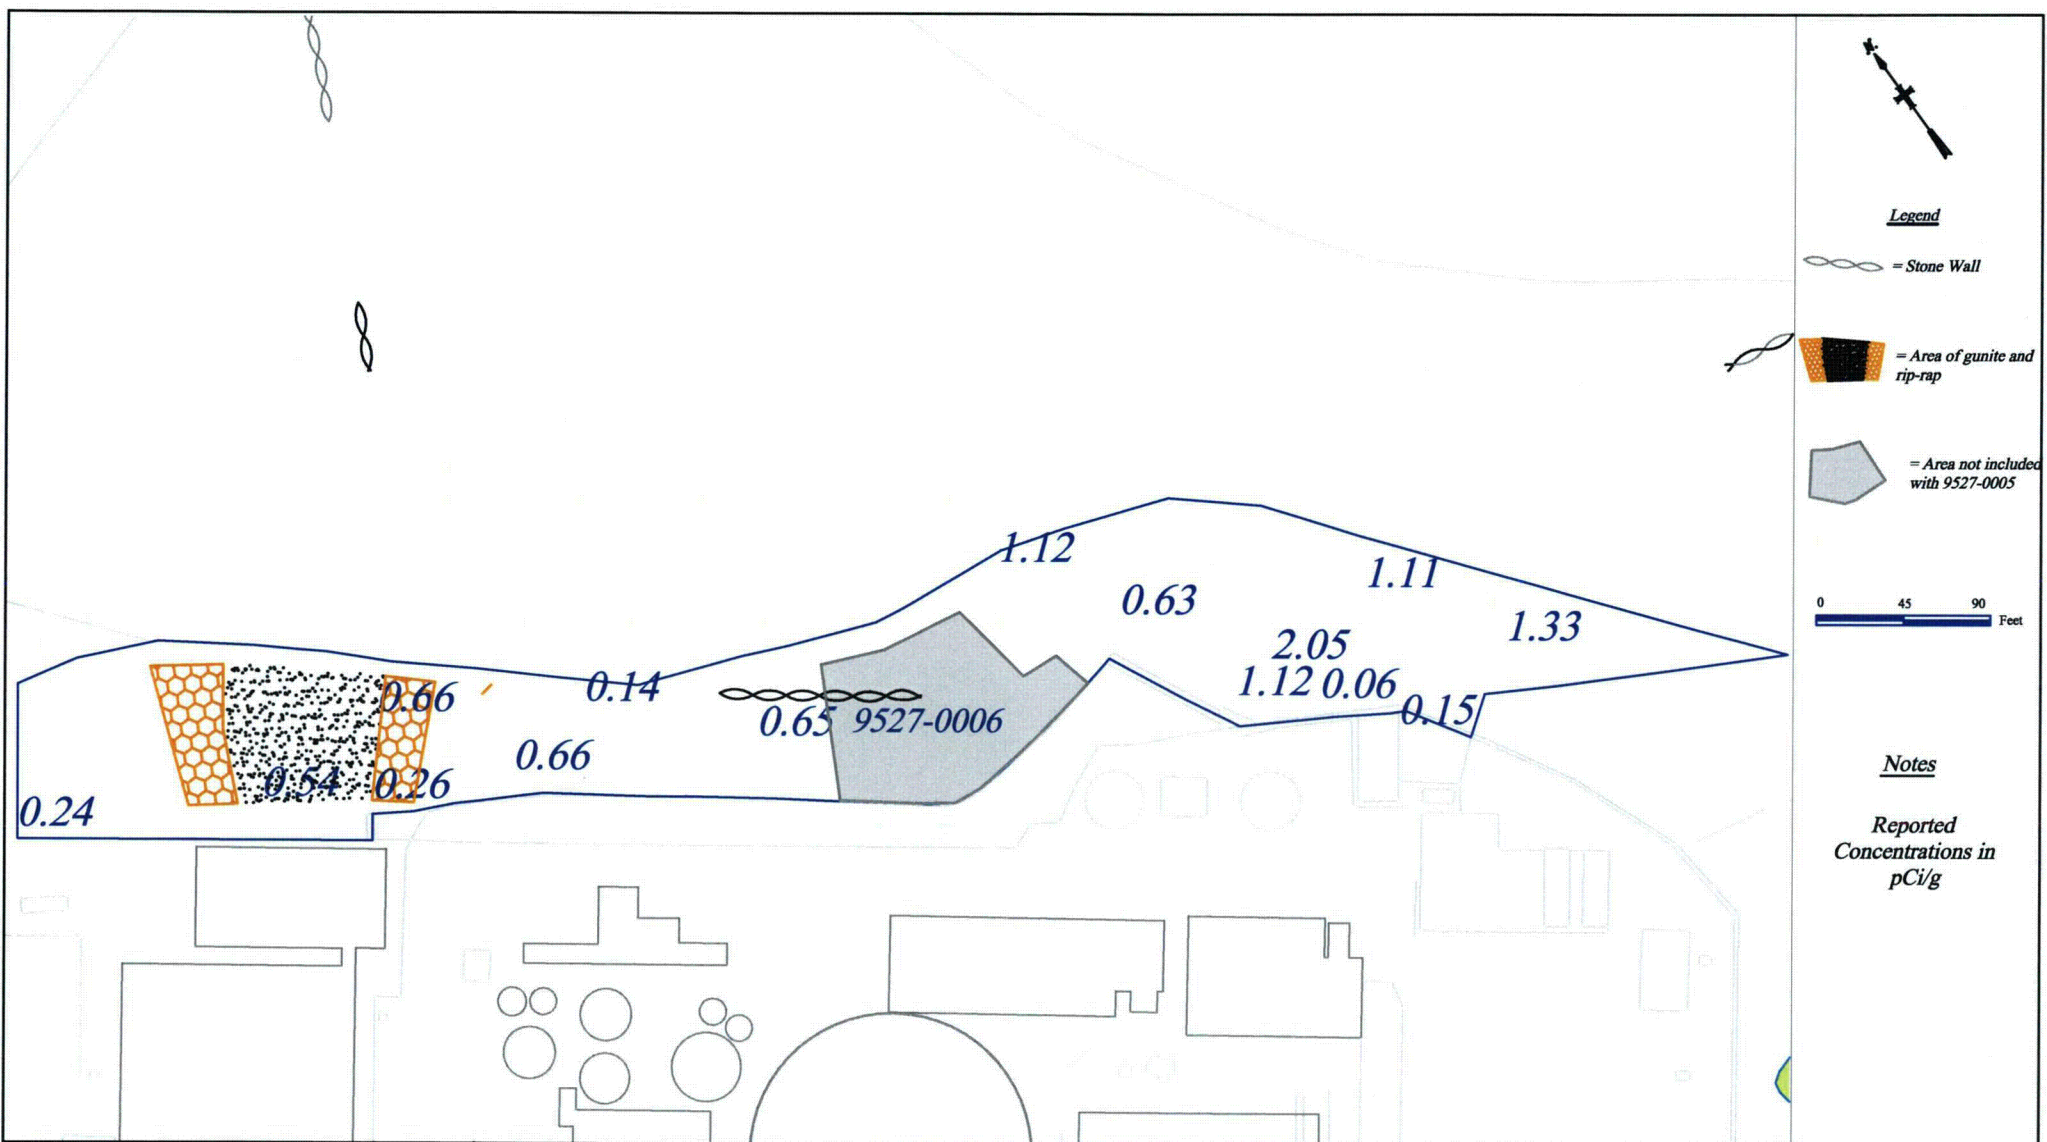 N
Legend
= Stone Wall
= Area of gunite and
rip-rap
= Area not included
with 9527-0005
0 45 90
Feet
1.12
1.11
0.63
1.33
2.05
1.12 0.06
0.15
0.66
0.14
0.65 9527-0006
0.66
0.54 0.26
0.24
Notes
Reported
Concentrations in
pCi/g